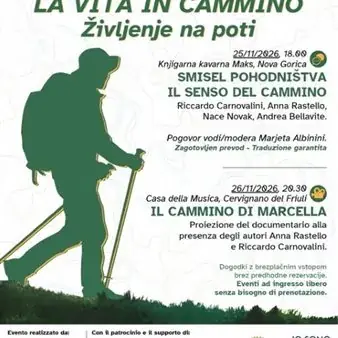 LA VITA IN CAMMINO
Življenje na poti
25/11/2026, 18.00
Knjigarna kavarna Maks, Nova Gorica
SMISEL POHODNIŠTVA
IL SENSO DEL CAMMINO
Riccardo Carnovalini, Anna Rastello,
Nace Novak, Andrea Bellavite.
Pogovor vodi/modera Marjeta Albinini.
Zagotovljen prevod - Traduzione garantita
26/11/2026, 20.30
Casa della Musica, Cervignano del Friuli
IL CAMMINO DI MARCELLA
Proiezione del documentario alla
presenza degli autori Anna Rastello
e Riccardo Carnovalini.
Dogodki z brezplačnim vstopom
brez predhodne rezervacije.
Eventi ad ingresso libero
senza bisogno di prenotazione.
Evento realizzato da:
Con il patrocinio e il supporto di:
IO SONO